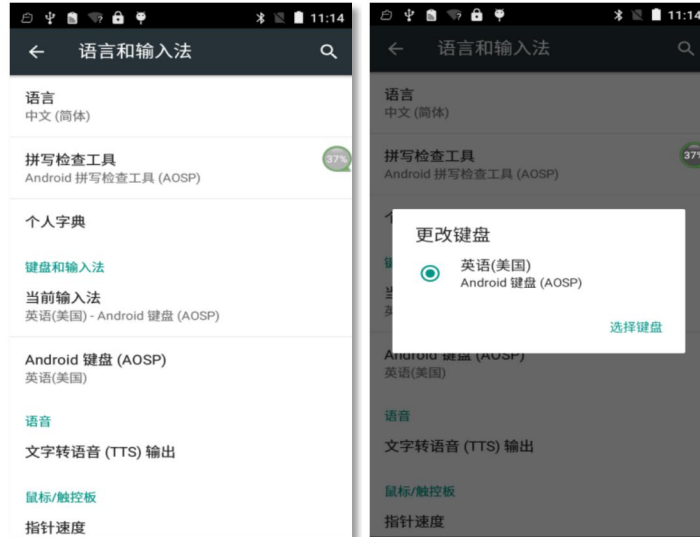 11:14
语言和输入法
语言
中文 (简体)
拼写检查工具
Android 拼写检查工具 (AOSP)
37%
个人字典
键盘和输入法
当前输入法
英语(美国) - Android 键盘 (AOSP)
Android 键盘 (AOSP)
英语(美国)
语音
文字转语音 (TTS) 输出
鼠标/触控板
指针速度
11:14
语言和输入法
语言
中文 (简体)
拼写检查工具
Android 拼写检查工具 (AOSP)
37%
更改键盘
英语(美国)
Android 键盘 (AOSP)
选择键盘
Android 键盘 (AOSP)
英语(美国)
语音
文字转语音 (TTS) 输出
鼠标/触控板
指针速度